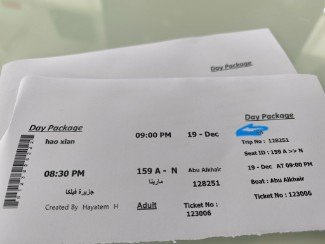 Day Package
Day Package
hao xian
09:00 PM
19 - Dec
Trip No : 128251
Seat ID : 159 A >> N
08:30 PM
159 A - N
Abu Alkhair
19 - Dec AT 09:00 PM
جزيرة فيلكا
مارينا
128251
Boat : Abu Alkhair
Created By Hayatem H
Adult
Ticket No :
123006
Ticket No :
123006